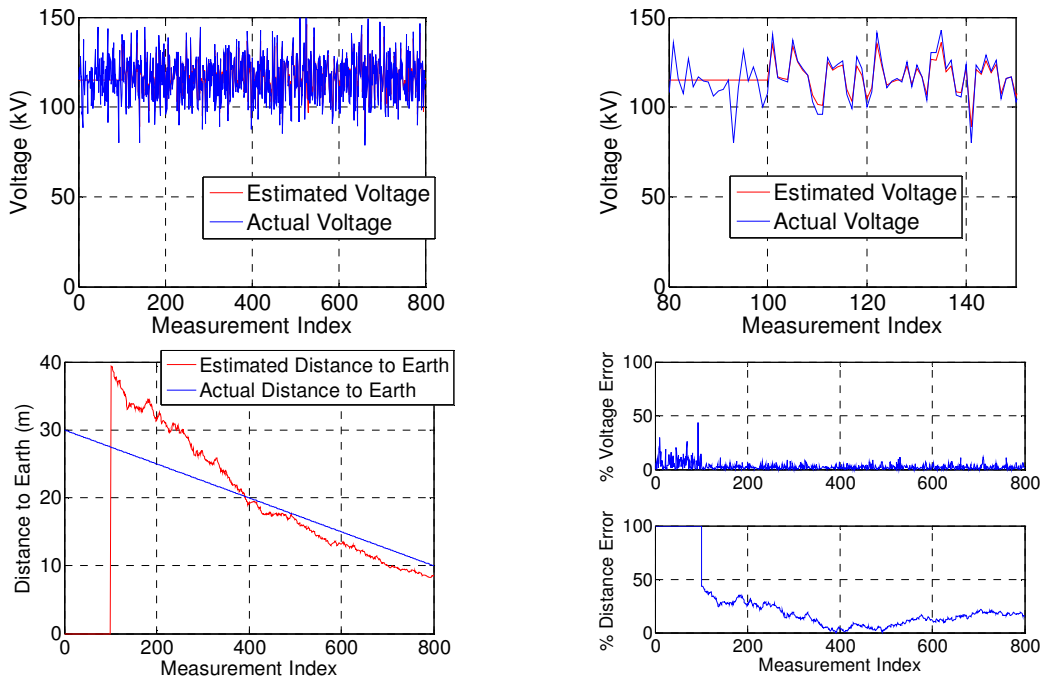 150
100
50
0
Voltage (kV)
Estimated Voltage
Actual Voltage
0 200 400 600 800
Measurement Index
150
100
50
0
Voltage (kV)
Estimated Voltage
Actual Voltage
80 100 120 140
Measurement Index
40
30
20
10
0
Distance to Earth (m)
Estimated Distance to Earth
Actual Distance to Earth
0 200 400 600 800
Measurement Index
100
50
0
% Voltage Error
0 200 400 600 800
100
50
0
% Distance Error
0 200 400 600 800
Measurement Index